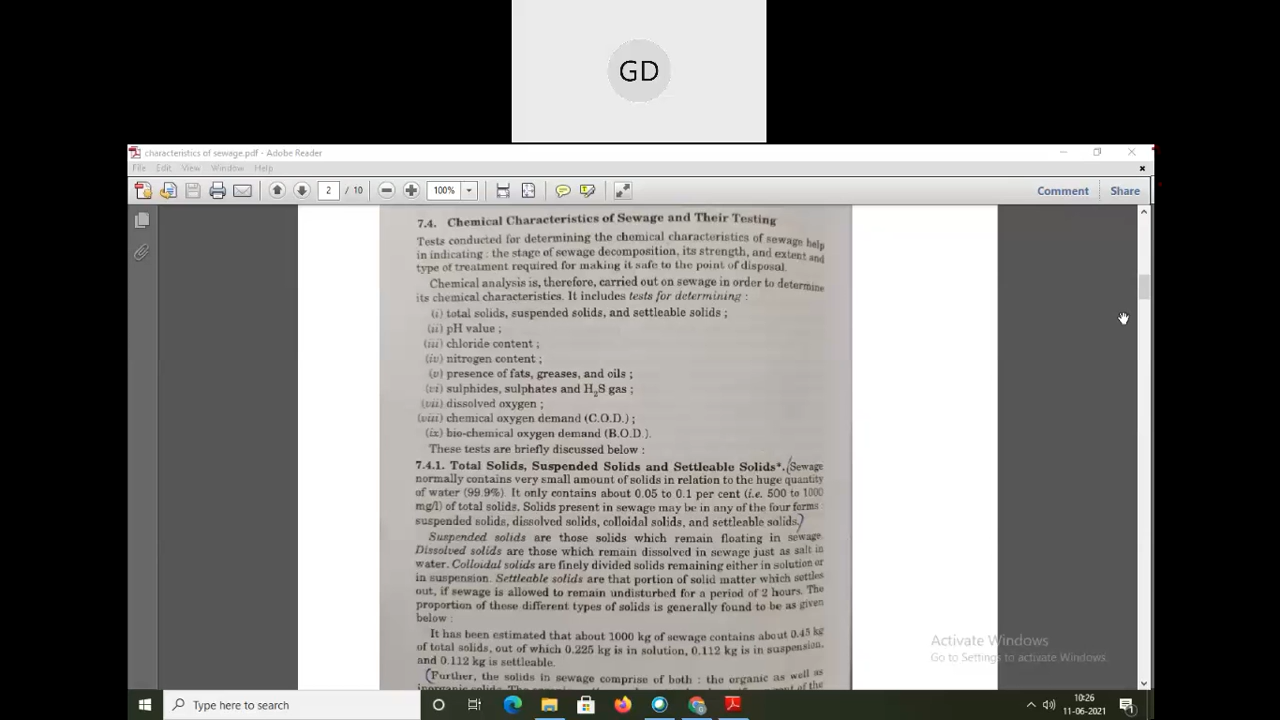 GD
characteristics of sewage.pdf - Adobe Reader
File Edit View Window Help
2 / 10 100% Comment Share
7.4. Chemical Characteristics of Sewage and Their Testing
Tests conducted for determining the chemical characteristics of sewage help
in indicating : the stage of sewage decomposition, its strength, and extent and
type of treatment required for making it safe to the point of disposal.
Chemical analysis is, therefore, carried out on sewage in order to determine
its chemical characteristics. It includes tests for determining :
(i) total solids, suspended solids, and settleable solids ;
(ii) pH value ;
(iii) chloride content ;
(iv) nitrogen content ;
(v) presence of fats, greases, and oils ;
(vi) sulphides, sulphates and H₂S gas ;
(vii) dissolved oxygen ;
(viii) chemical oxygen demand (C.O.D.) ;
(ix) bio-chemical oxygen demand (B.O.D.).
These tests are briefly discussed below :
7.4.1. Total Solids, Suspended Solids and Settleable Solids*. (Sewage
normally contains very small amount of solids in relation to the huge quantity
of water (99.9%). It only contains about 0.05 to 0.1 per cent (i.e. 500 to 1000
mg/l) of total solids. Solids present in sewage may be in any of the four forms :
suspended solids, dissolved solids, colloidal solids, and settleable solids.)
Suspended solids are those solids which remain floating in sewage.
Dissolved solids are those which remain dissolved in sewage just as salt in
water. Colloidal solids are finely divided solids remaining either in solution or
in suspension. Settleable solids are that portion of solid matter which settles
out, if sewage is allowed to remain undisturbed for a period of 2 hours. The
proportion of these different types of solids is generally found to be as given
below :
It has been estimated that about 1000 kg of sewage contains about 0.45 kg
of total solids, out of which 0.225 kg is in solution, 0.112 kg is in suspension,
and 0.112 kg is settleable.
(Further, the solids in sewage comprise of both : the organic as well as
inorganic solids. The
of the
Activate Windows
Go to Settings to activate Windows.
Type here to search
10:26
11-06-2021